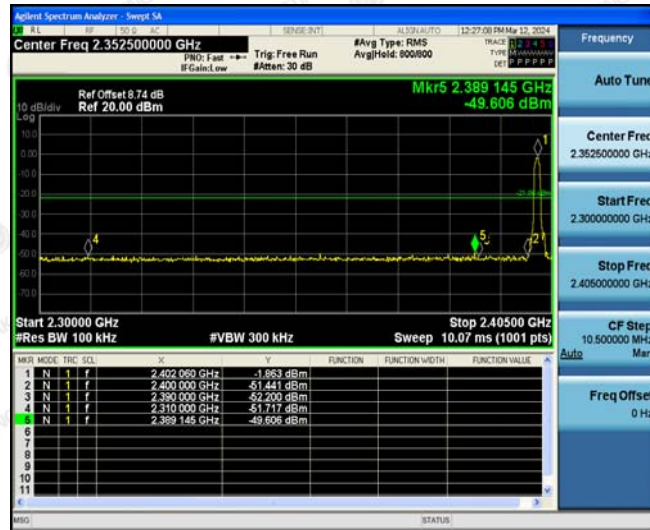 Agilent Spectrum Analyzer - Swept SA
RL RF 50 Ω AC SENSE:INT ALIGN AUTO 12:27:08 PM Mar 12, 2024
Center Freq 2.352500000 GHz
PNO: Fast
IFGain:Low
Trig: Free Run
#Atten: 30 dB
#Avg Type: RMS
Avg|Hold: 800/800
TRACE 1 2 3 4 5 6
TYPE
DET P P P P P P
Frequency
Auto Tune
Mkr5 2.389 145 GHz
-49.606 dBm
Ref Offset 8.74 dB
Ref 20.00 dBm
10 dB/div
Log
10.0
0.00
-10.0
-20.0
-30.0
-40.0
-50.0
-60.0
-70.0
1
2
4
5
Center Freq
2.352500000 GHz
Start Freq
2.300000000 GHz
Stop Freq
2.405000000 GHz
CF Step
10.500000 MHz
Auto Man
Freq Offset
0 Hz
Start 2.30000 GHz Stop 2.40500 GHz
#Res BW 100 kHz #VBW 300 kHz Sweep 10.07 ms (1001 pts)
MKR MODE TRC SCL X Y FUNCTION FUNCTION WIDTH FUNCTION VALUE
1 N 1 f 2.402 060 GHz -1.863 dBm
2 N 1 f 2.400 000 GHz -51.441 dBm
3 N 1 f 2.390 000 GHz -52.200 dBm
4 N 1 f 2.310 000 GHz -51.717 dBm
5 N 1 f 2.389 145 GHz -49.606 dBm
6
7
8
9
10
11
MSG STATUS